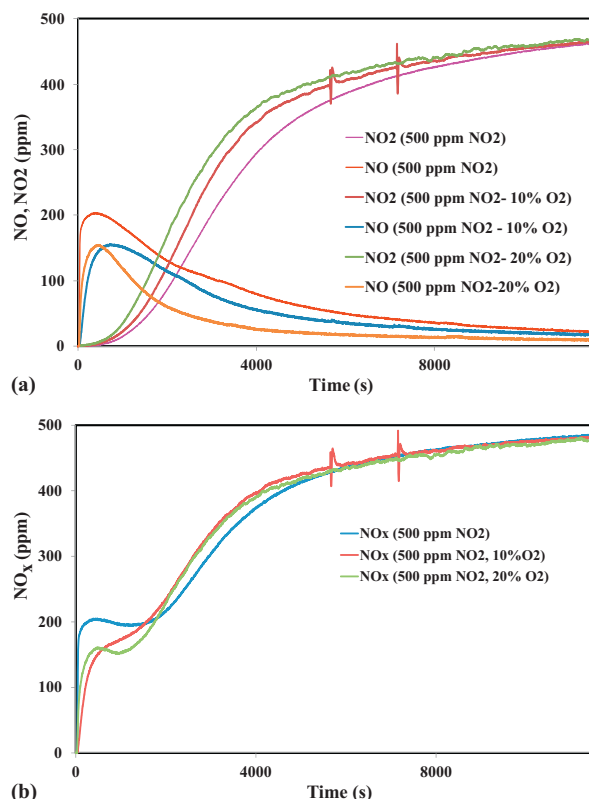 500
400
300
200
100
0
NO, NO2 (ppm)
NO2 (500 ppm NO2)
NO (500 ppm NO2)
NO2 (500 ppm NO2- 10% O2)
NO (500 ppm NO2 - 10% O2)
NO2 (500 ppm NO2- 20% O2)
NO (500 ppm NO2-20% O2)
0 4000 8000
(a) Time (s)
500
400
300
200
100
0
NOX (ppm)
NOx (500 ppm NO2)
NOx (500 ppm NO2, 10%O2)
NOx (500 ppm NO2, 20% O2)
0 4000 8000
(b) Time (s)